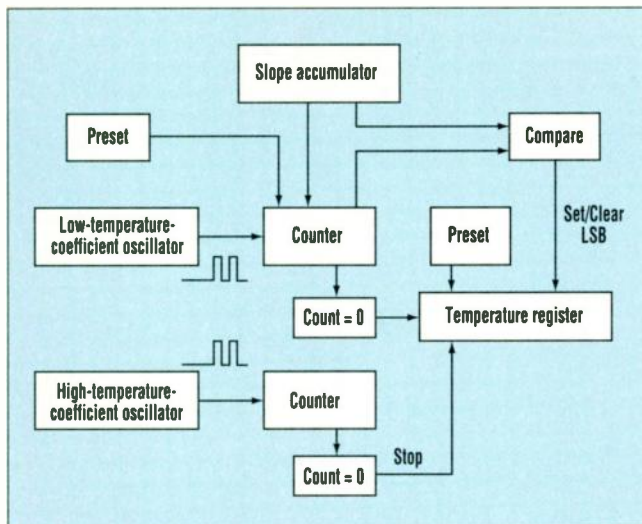 Slope accumulator
Preset
Compare
Low-temperature-
coefficient oscillator
Counter
Preset
Set/Clear
LSB
Count = 0
Temperature register
High-temperature-
coefficient oscillator
Counter
Stop
Count = 0